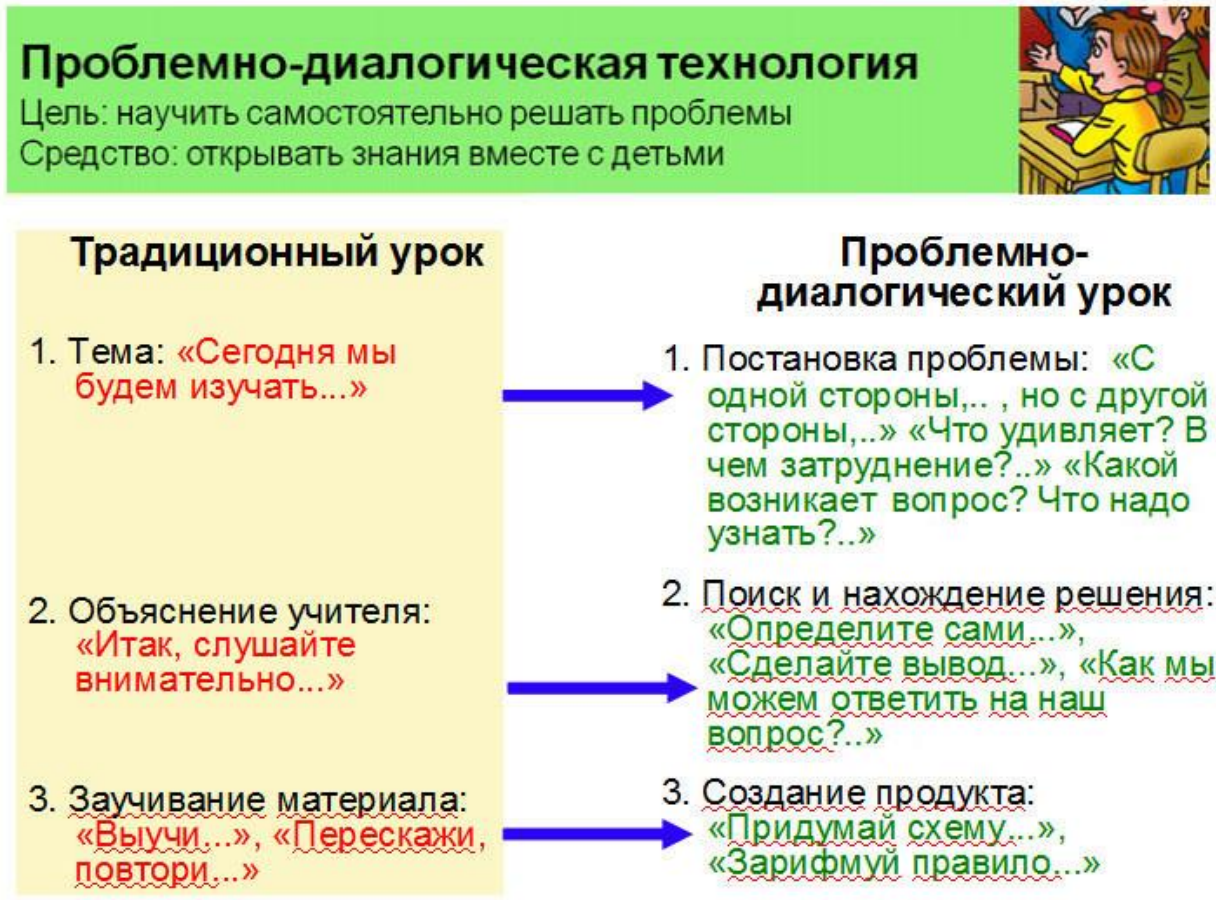 Проблемно-диалогическая технология
Цель: научить самостоятельно решать проблемы
Средство: открывать знания вместе с детьми
Традиционный урок
1. Тема: «Сегодня мы
будем изучать...»
2. Объяснение учителя:
«Итак, слушайте
внимательно...»
3. Заучивание материала:
«Выучи...», «Перескажи,
повтори...»
Проблемно-
диалогический урок
1. Постановка проблемы: «С
одной стороны,.. , но с другой
стороны,..» «Что удивляет? В
чем затруднение?..» «Какой
возникает вопрос? Что надо
узнать?..»
2. Поиск и нахождение решения:
«Определите сами...»,
«Сделайте вывод...», «Как мы
можем ответить на наш
вопрос?..»
3. Создание продукта:
«Придумай схему...»,
«Зарифмуй правило...»